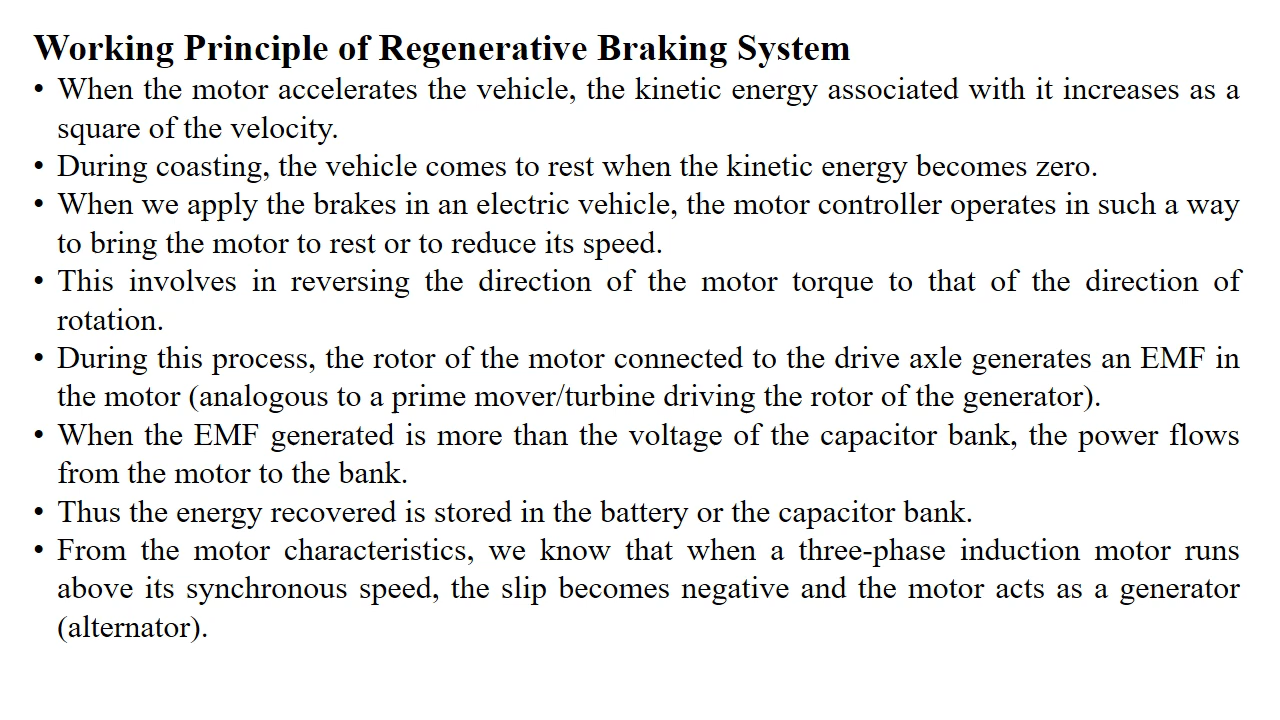 Working Principle of Regenerative Braking System
• When the motor accelerates the vehicle, the kinetic energy associated with it increases as a
square of the velocity.
• During coasting, the vehicle comes to rest when the kinetic energy becomes zero.
• When we apply the brakes in an electric vehicle, the motor controller operates in such a way
to bring the motor to rest or to reduce its speed.
• This involves in reversing the direction of the motor torque to that of the direction of
rotation.
• During this process, the rotor of the motor connected to the drive axle generates an EMF in
the motor (analogous to a prime mover/turbine driving the rotor of the generator).
• When the EMF generated is more than the voltage of the capacitor bank, the power flows
from the motor to the bank.
• Thus the energy recovered is stored in the battery or the capacitor bank.
• From the motor characteristics, we know that when a three-phase induction motor runs
above its synchronous speed, the slip becomes negative and the motor acts as a generator
(alternator).